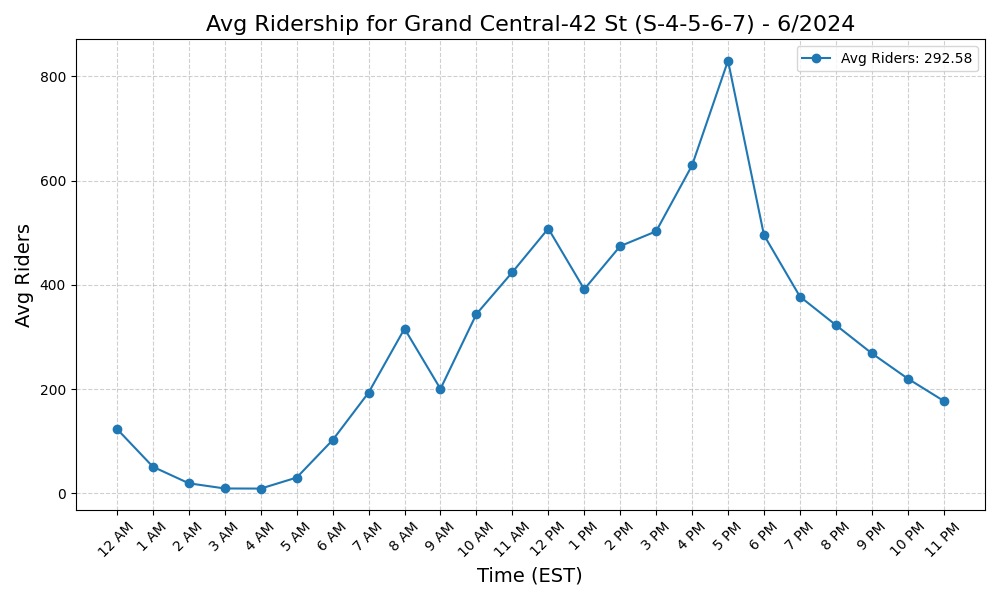 Avg Ridership for Grand Central-42 St (S-4-5-6-7) - 6/2024
Avg Riders: 292.58
Avg Riders
800
600
400
200
0
12 AM
1 AM
2 AM
3 AM
4 AM
5 AM
6 AM
7 AM
8 AM
9 AM
10 AM
11 AM
12 PM
1 PM
2 PM
3 PM
4 PM
5 PM
6 PM
7 PM
8 PM
9 PM
10 PM
11 PM
Time (EST)